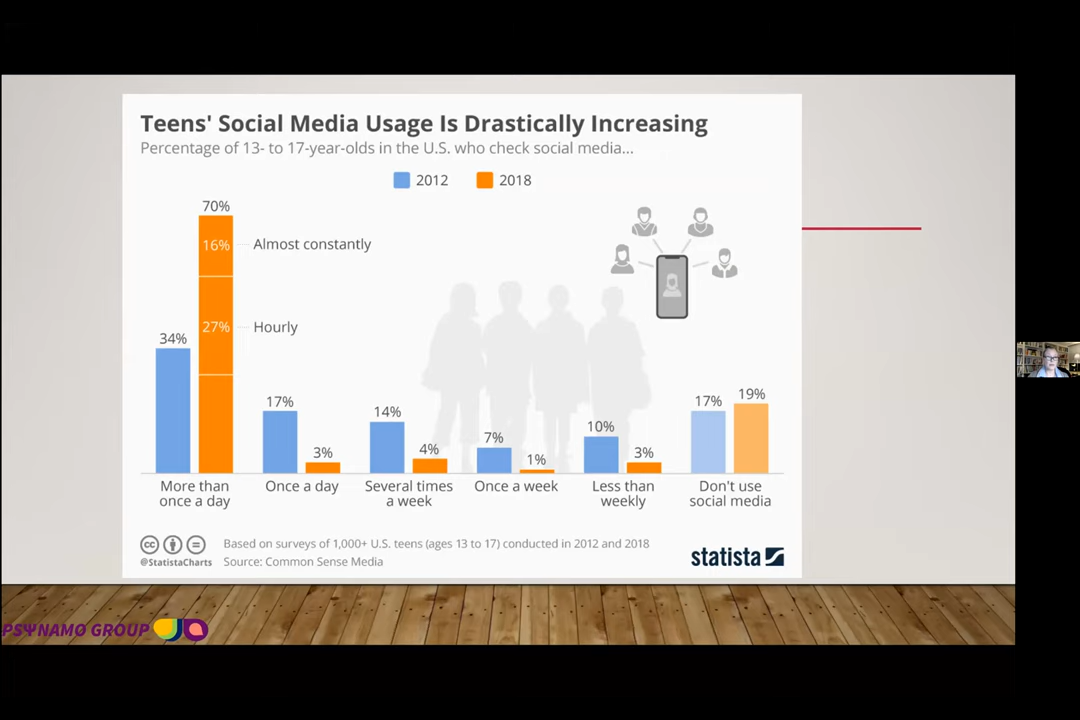 Teens' Social Media Usage Is Drastically Increasing
Percentage of 13- to 17-year-olds in the U.S. who check social media...
2012 2018
70%
16% Almost constantly
27% Hourly
34%
17% 3%
14% 4%
7% 1%
10% 3%
17% 19%
More than
once a day
Once a day
Several times
a week
Once a week
Less than
weekly
Don't use
social media
cc
@StatistaCharts
Based on surveys of 1,000+ U.S. teens (ages 13 to 17) conducted in 2012 and 2018
Source: Common Sense Media
statista
PSΨNAMO GROUP